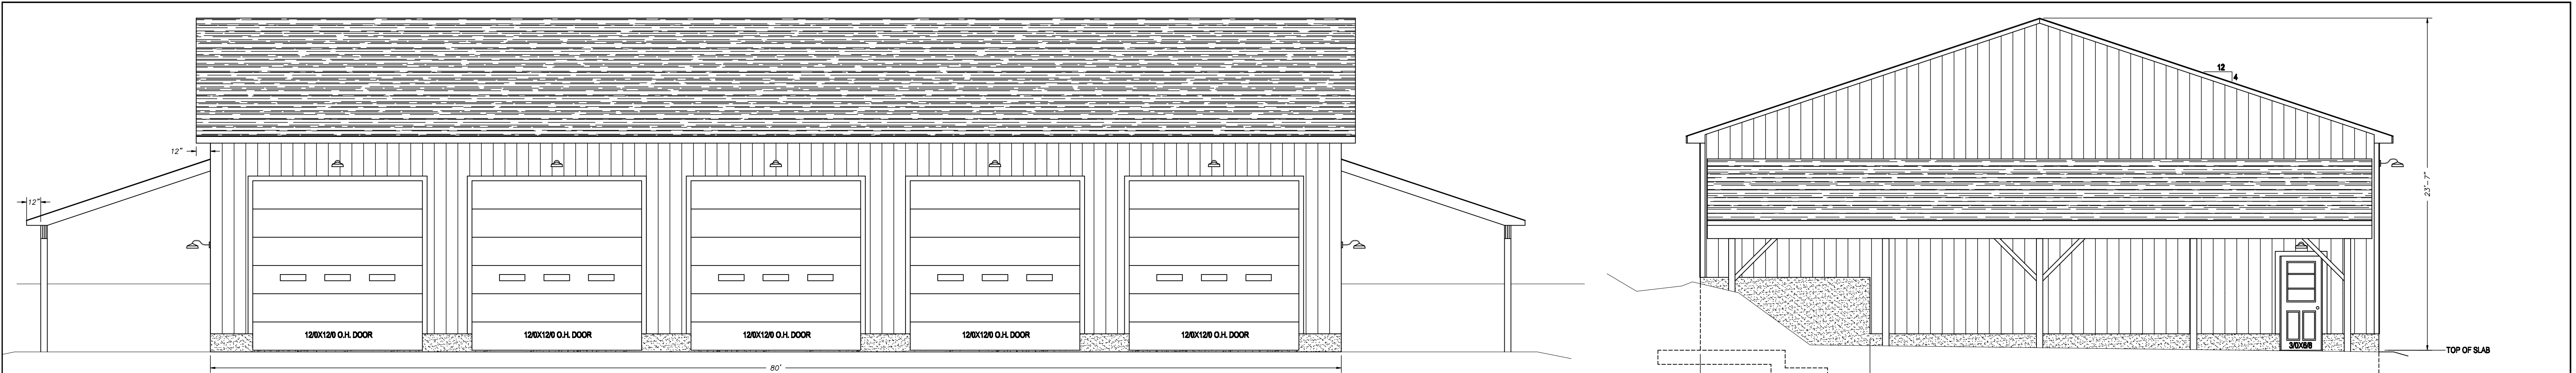 12"
12"
12/0X12/0 O.H. DOOR
12/0X12/0 O.H. DOOR
12/0X12/0 O.H. DOOR
12/0X12/0 O.H. DOOR
12/0X12/0 O.H. DOOR
80'
12
4
23'-7"
3/0X6/8
TOP OF SLAB